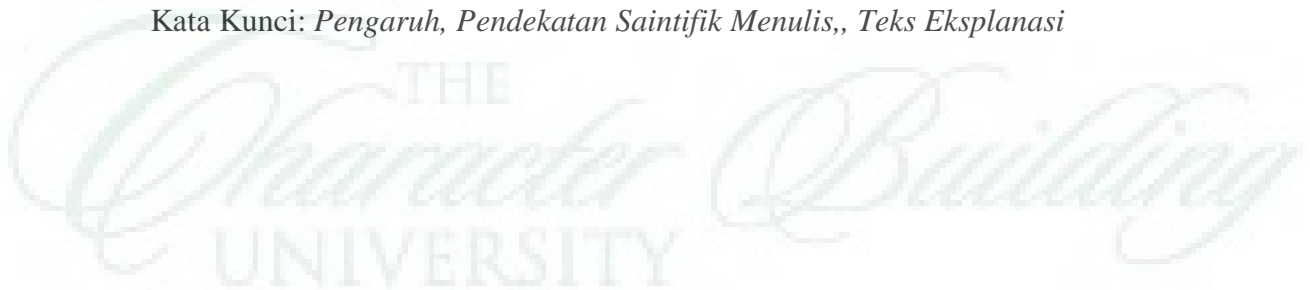 Kata Kunci: Pengaruh, Pendekatan Saintifik Menulis,, Teks Eksplanasi
THE
Character Building
UNIVERSITY